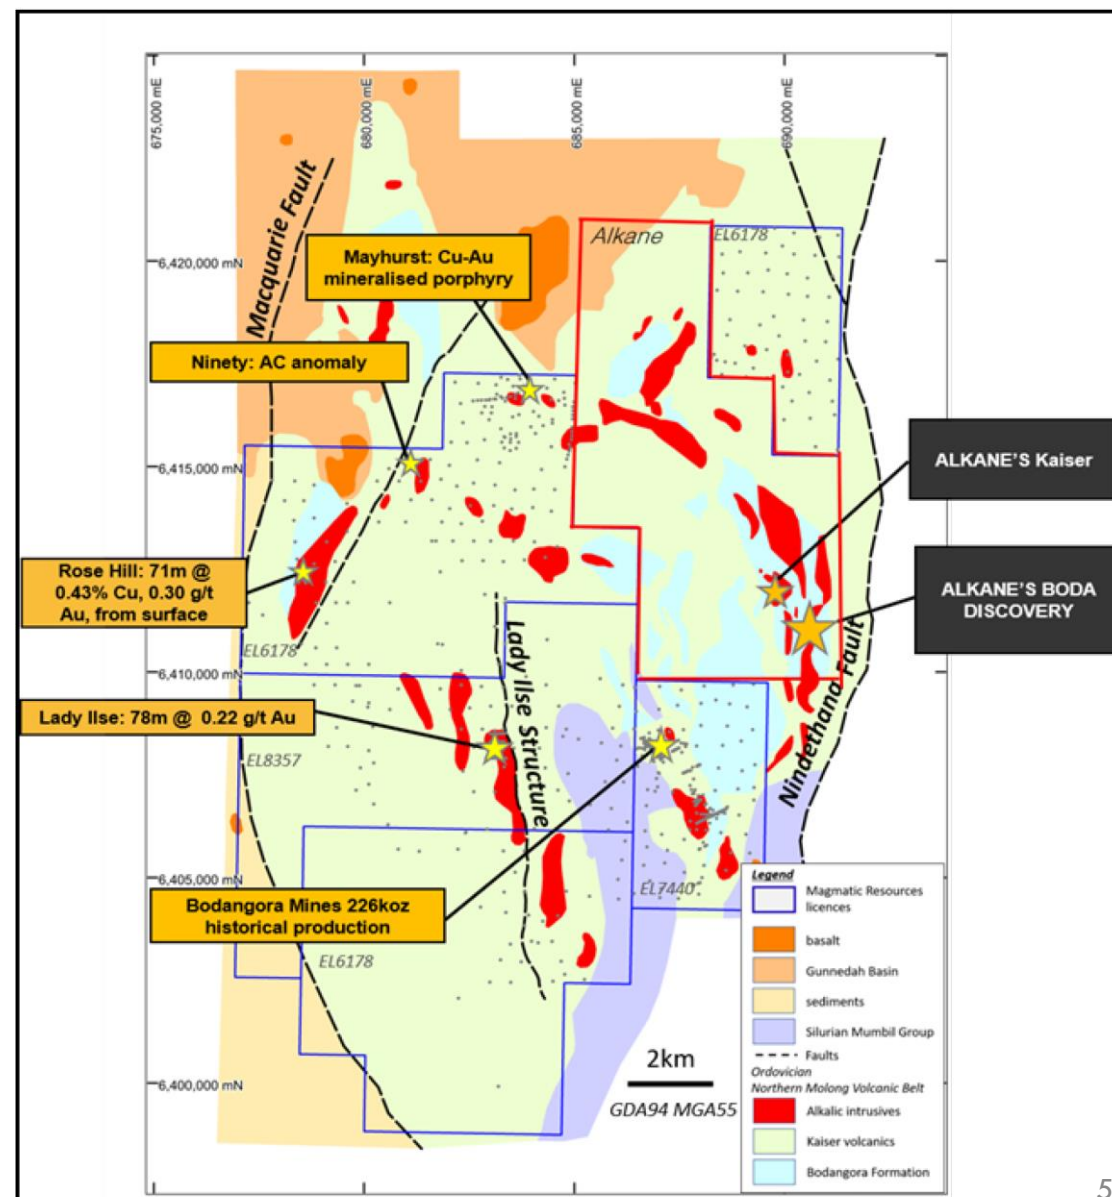 675,000 mE
680,000 mE
685,000 mE
690,000 mE
Macquarie Fault
Alkane
EL6178
6,420,000 mN
Mayhurst: Cu-Au
mineralised porphyry
Ninety: AC anomaly
6,415,000 mN
ALKANE'S Kaiser
Rose Hill: 71m @
0.43% Cu, 0.30 g/t
Au, from surface
ALKANE'S BODA
DISCOVERY
EL6178
6,410,000 mN
Lady Ilse Structure
Nindethana Fault
Lady Ilse: 78m @ 0.22 g/t Au
EL8357
6,405,000 mN
EL7440
Bodangora Mines 226koz
historical production
EL6178
6,400,000 mN
2km
GDA94 MGA55
Legend
Magmatic Resources
licences
basalt
Gunnedah Basin
sediments
Silurian Mumbil Group
Faults
Ordovician
Northern Molong Volcanic Belt
Alkalic intrusives
Kaiser volcanics
Bodangora Formation
5